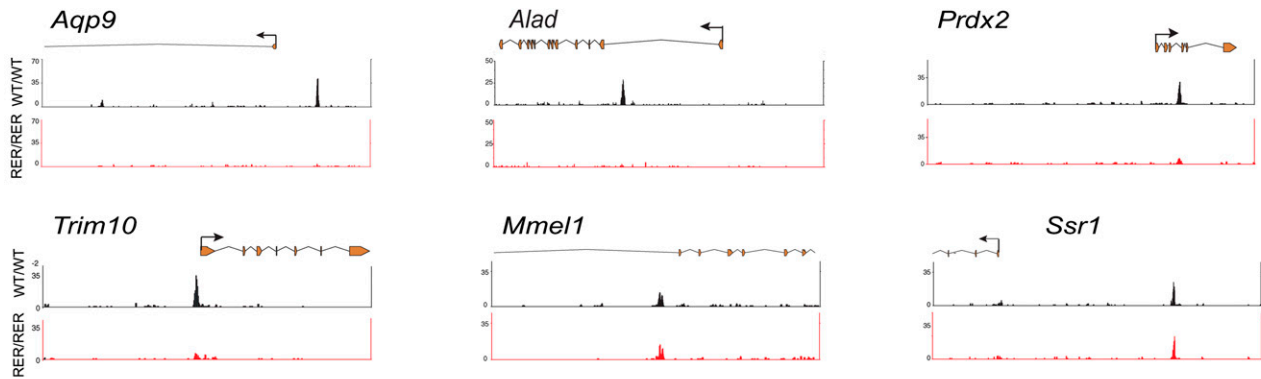 Aqp9 Alad Prdx2
WT/WT 70 35 0 50 25 0 35 0
RER/RER 70 35 0 50 25 0 35 0
Trim10 Mmel1 Ssr1
WT/WT -2 35 0 35 0 35 0
RER/RER 35 0 35 0 35 0